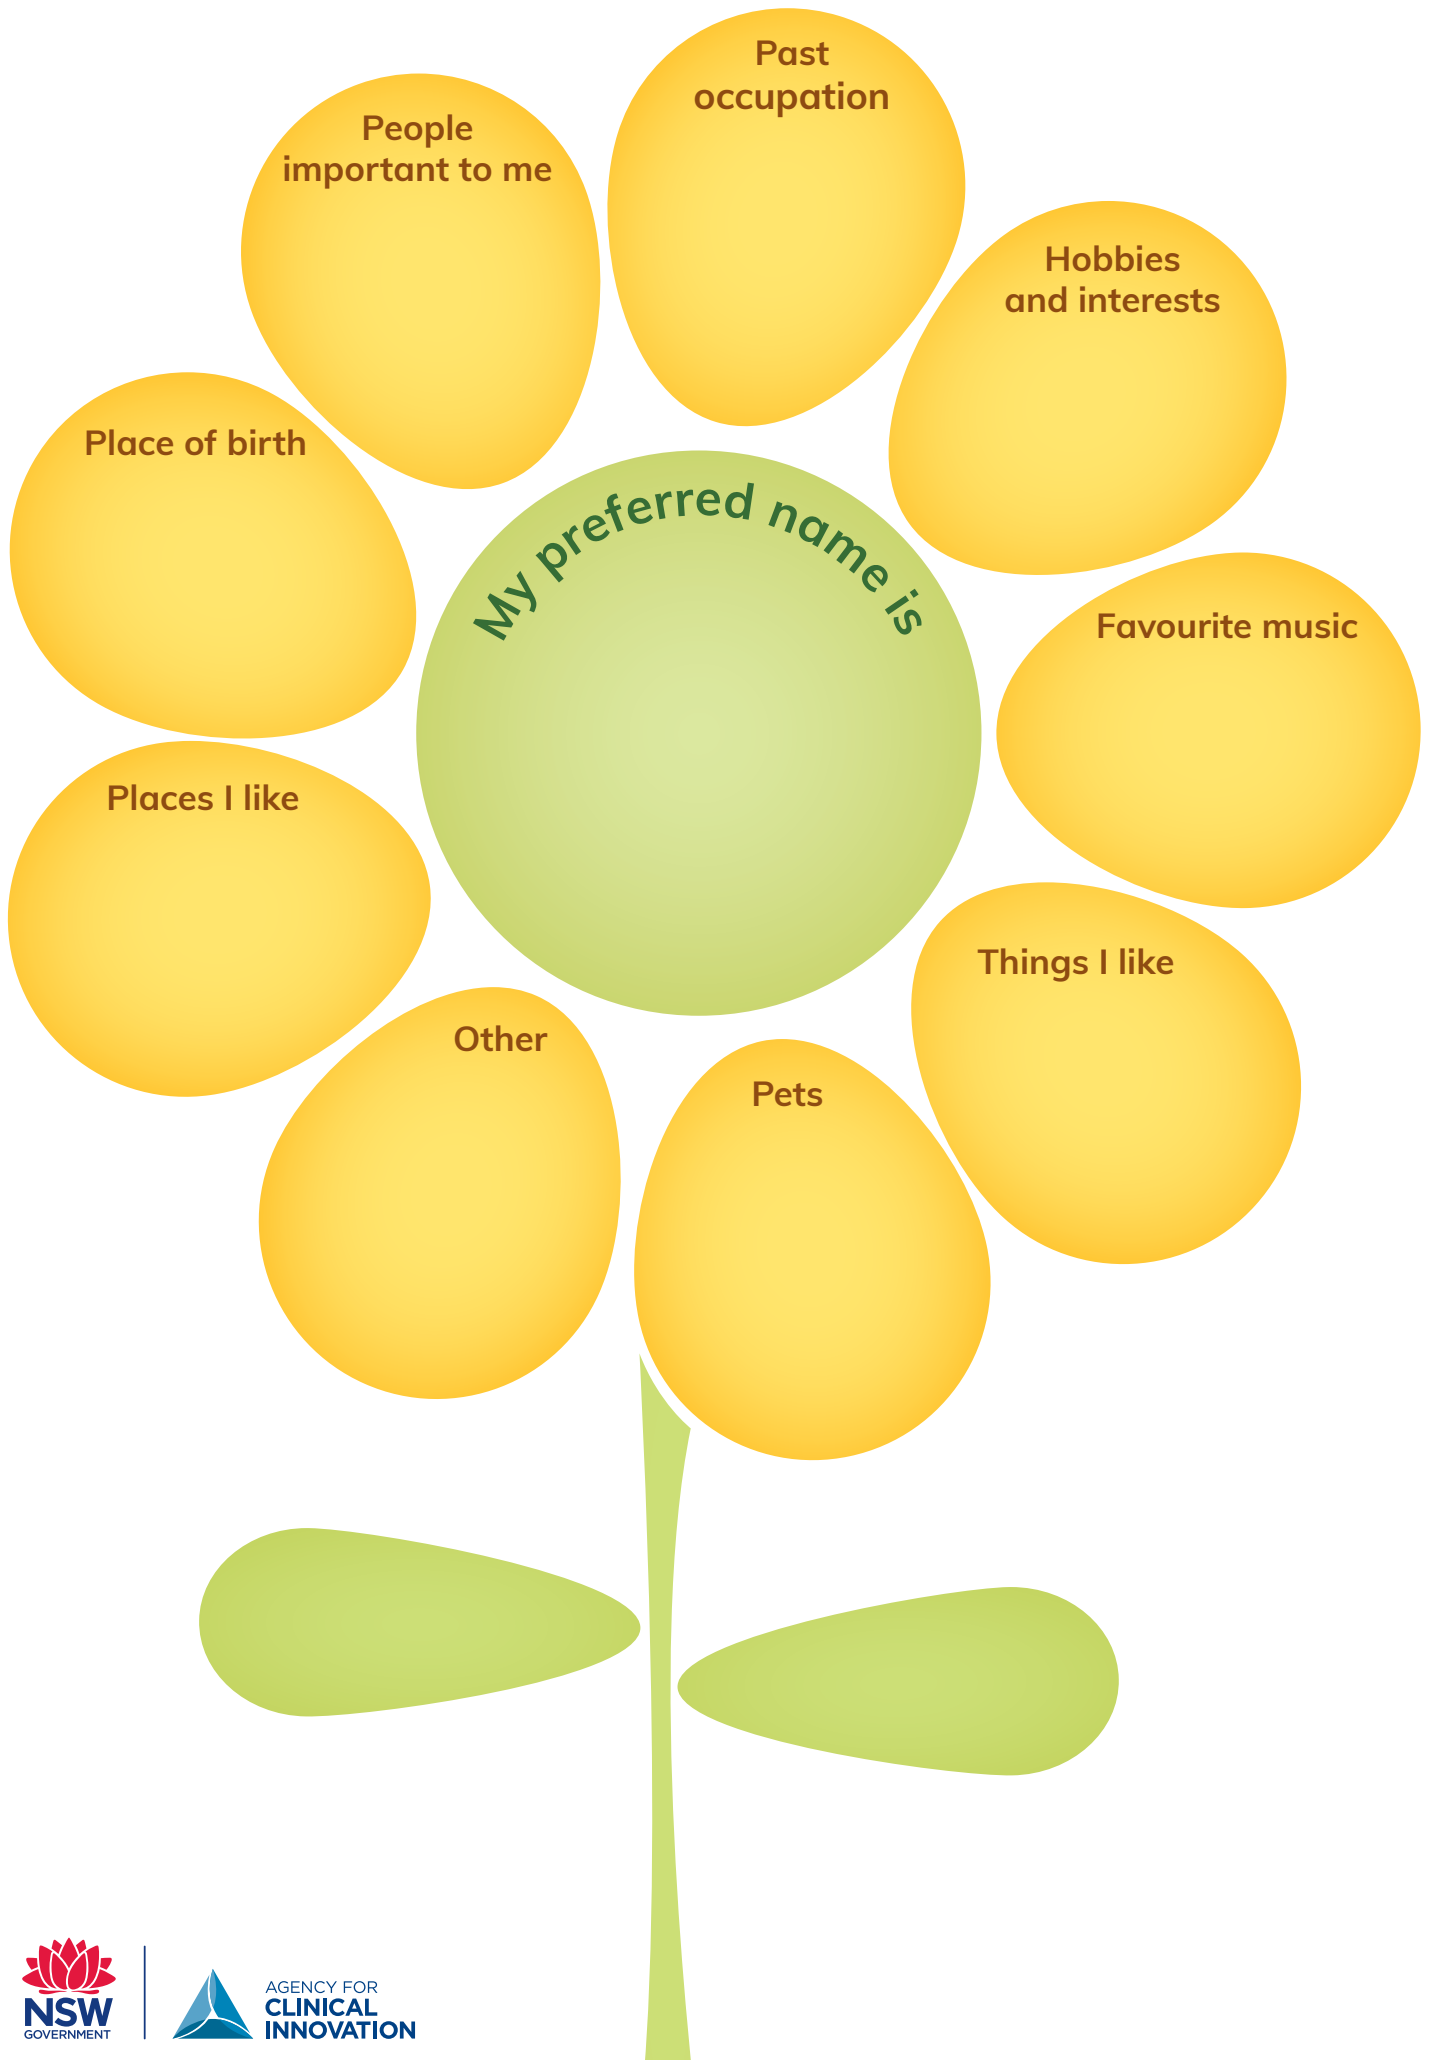 Past
occupation
People
important to me
Hobbies
and interests
Place of birth
My preferred name is
Favourite music
Places I like
Things I like
Other
Pets
NSW
GOVERNMENT
AGENCY FOR
CLINICAL
INNOVATION